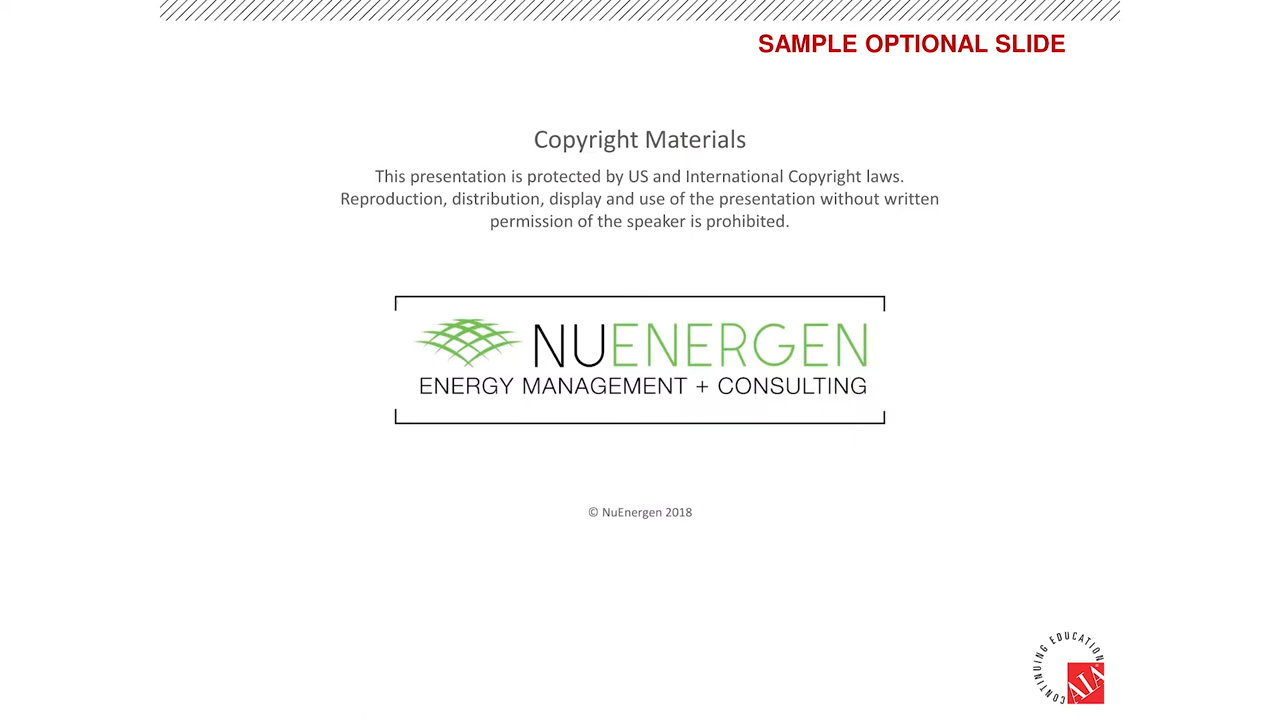 SAMPLE OPTIONAL SLIDE
Copyright Materials
This presentation is protected by US and International Copyright laws.
Reproduction, distribution, display and use of the presentation without written
permission of the speaker is prohibited.
NUENERGEN
ENERGY MANAGEMENT + CONSULTING
© NuEnergen 2018
CONTINUING EDUCATION
AIA